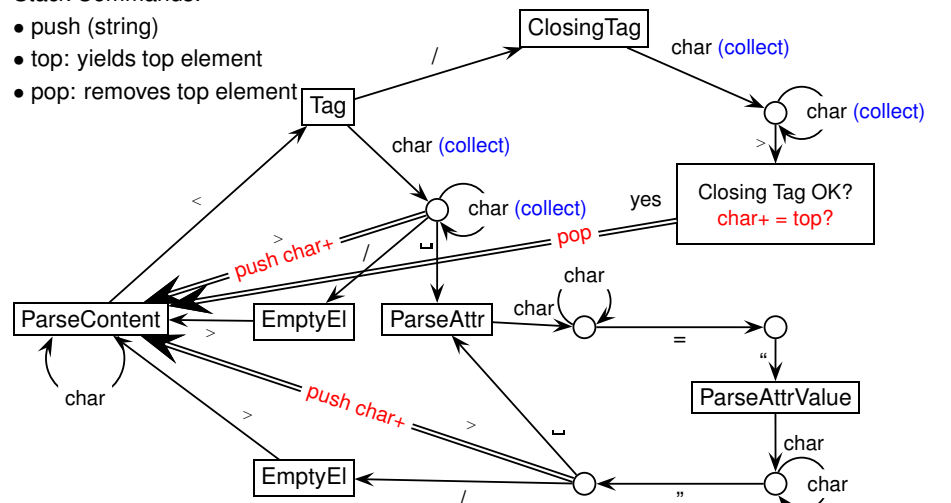 • push (string)
• top: yields top element
• pop: removes top element
ClosingTag
char (collect)
/
Tag
char (collect)
char (collect)
>
<
char (collect)
yes
Closing Tag OK?
char+ = top?
>
push char+
/
␣
pop
char
ParseContent
EmptyEl
ParseAttr
char
>
=
“
char
ParseAttrValue
push char+
>
>
␣
char
EmptyEl
/
”
char